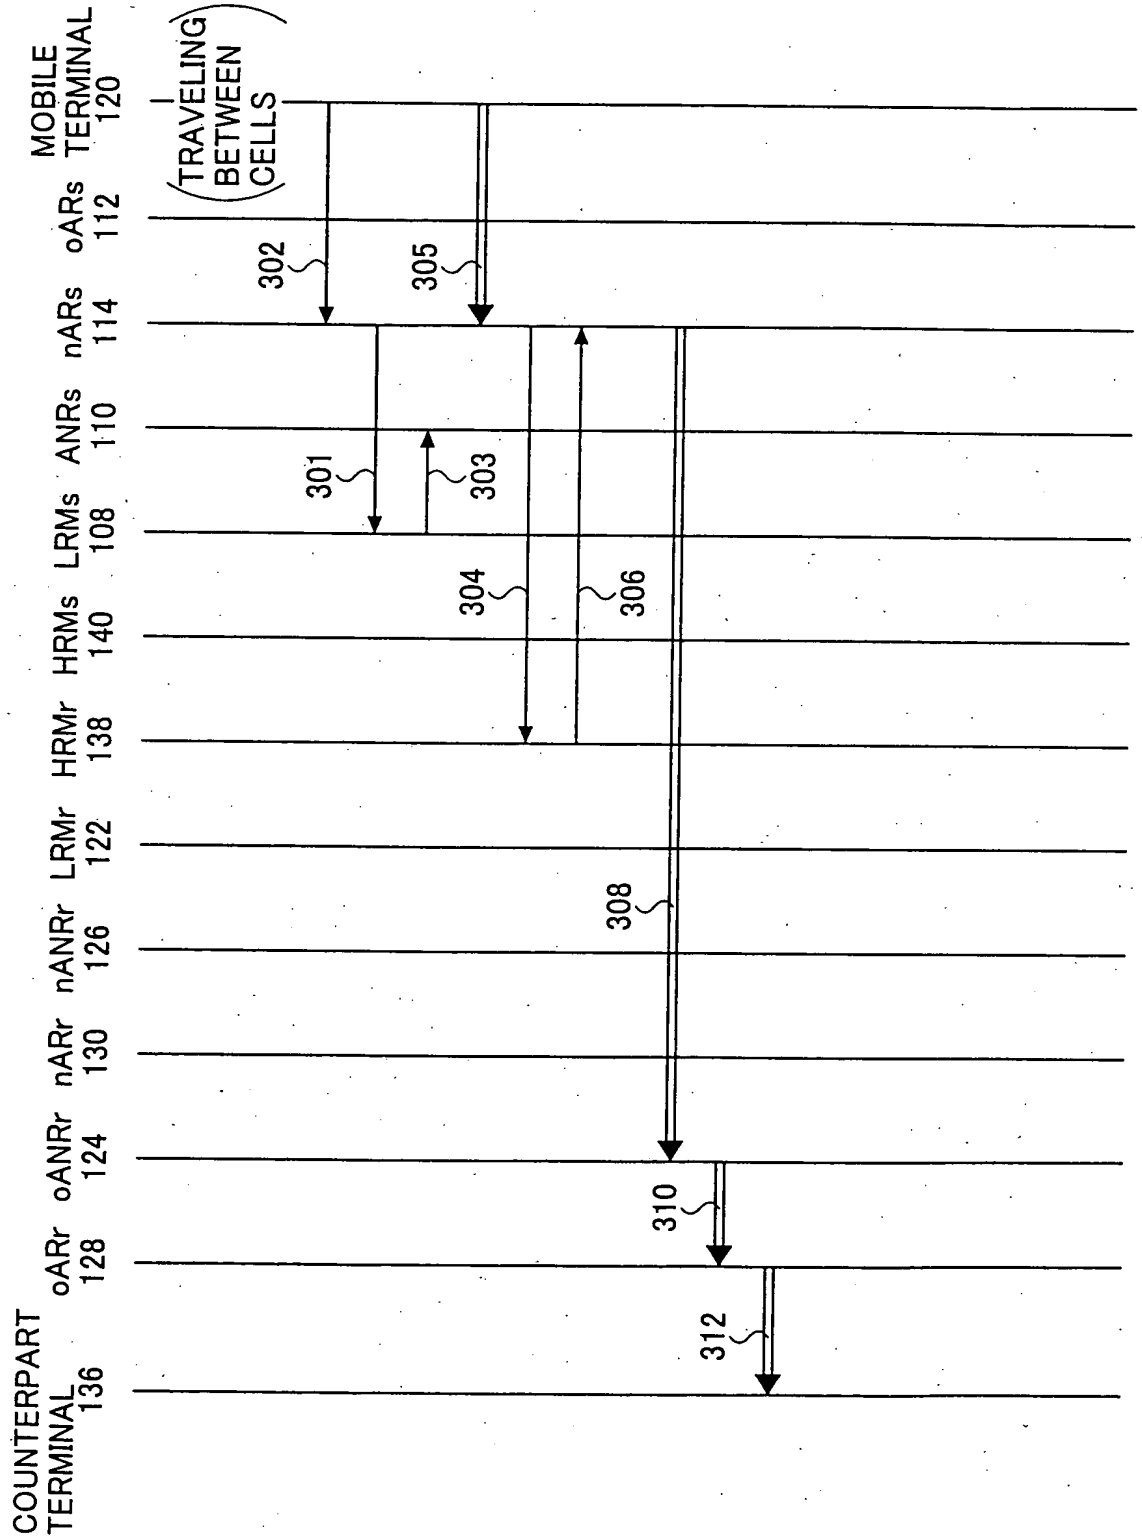 COUNTERPART
TERMINAL
136
oARr
128
oANRr
124
nARr
130
nANRr
126
LRMr
122
HRMr
138
HRMs
140
LRMs
108
ANRs
110
nARs
114
oARs
112
MOBILE
TERMINAL
120
(TRAVELING
BETWEEN
CELLS)
302
301
303
305
304
306
308
310
312